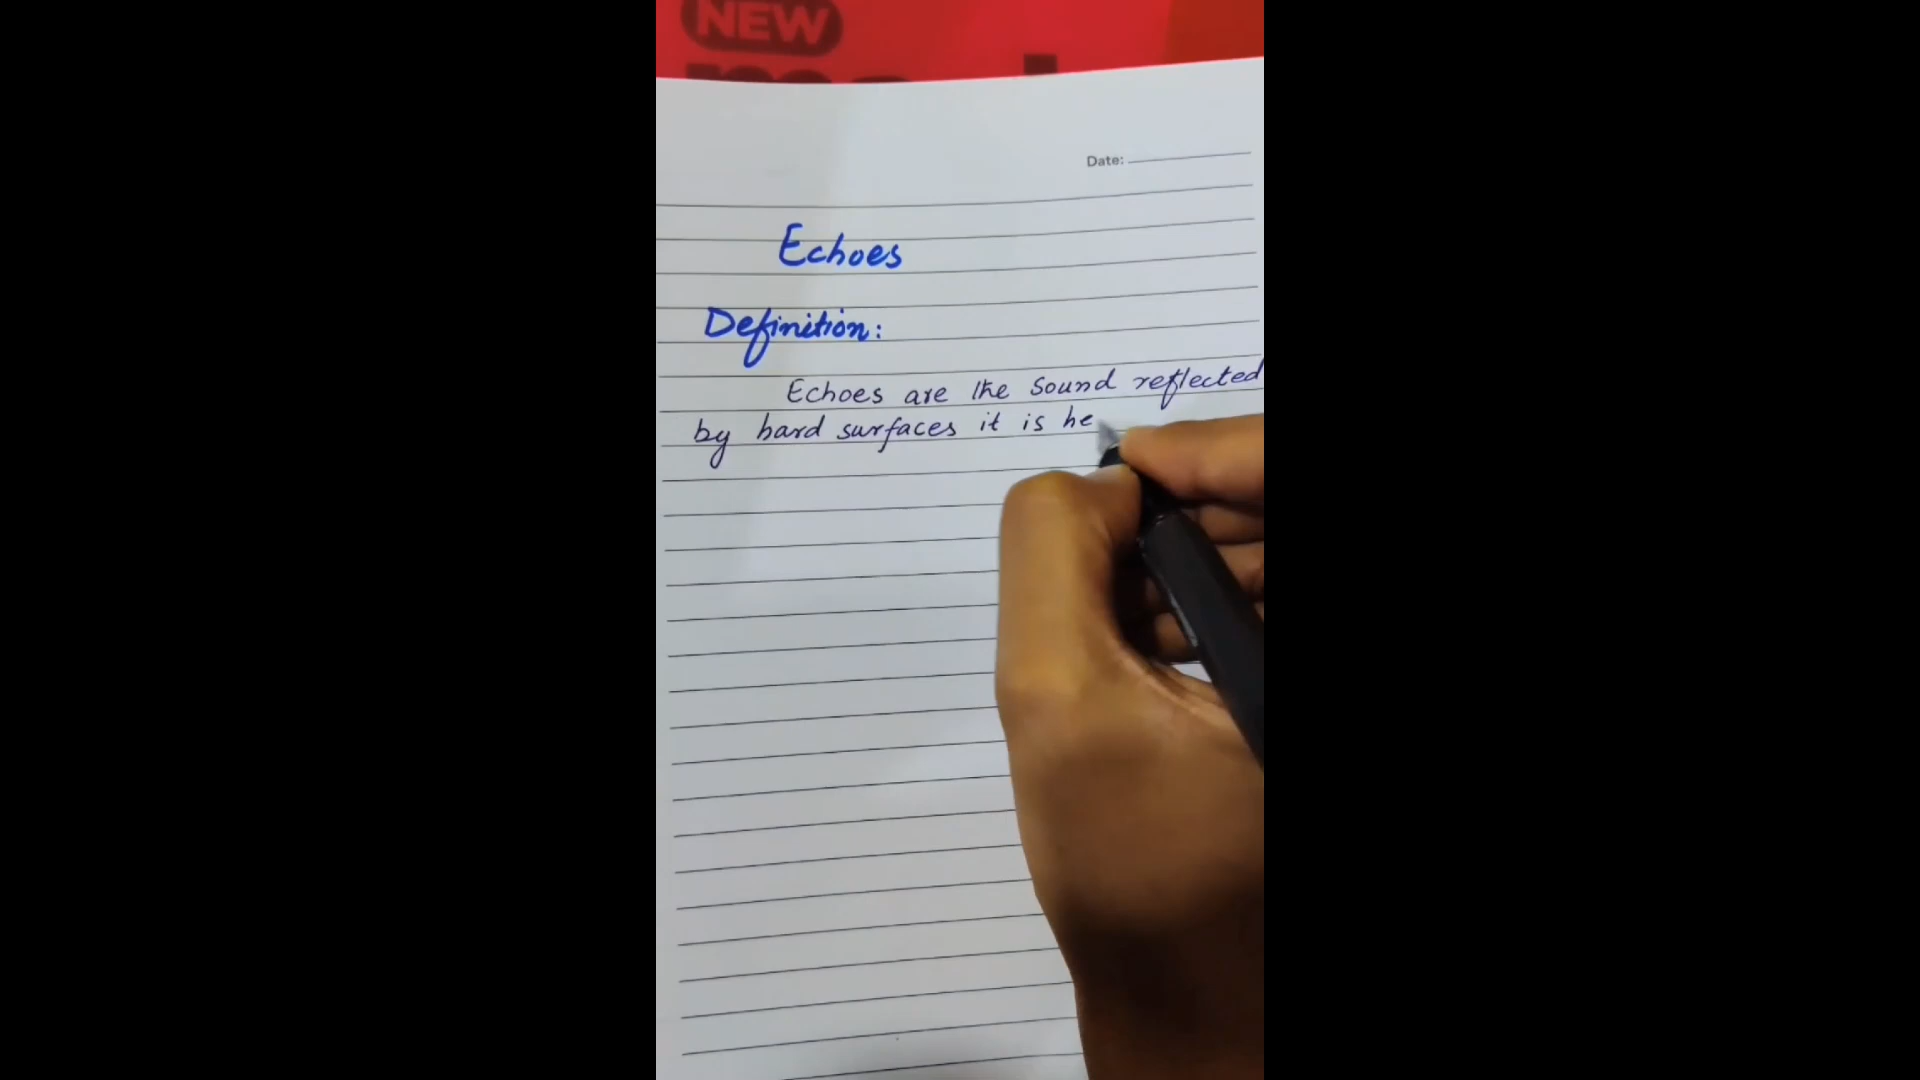 NEW
Date:
Echoes
Definition:
Echoes are the sound reflected
by hard surfaces it is he